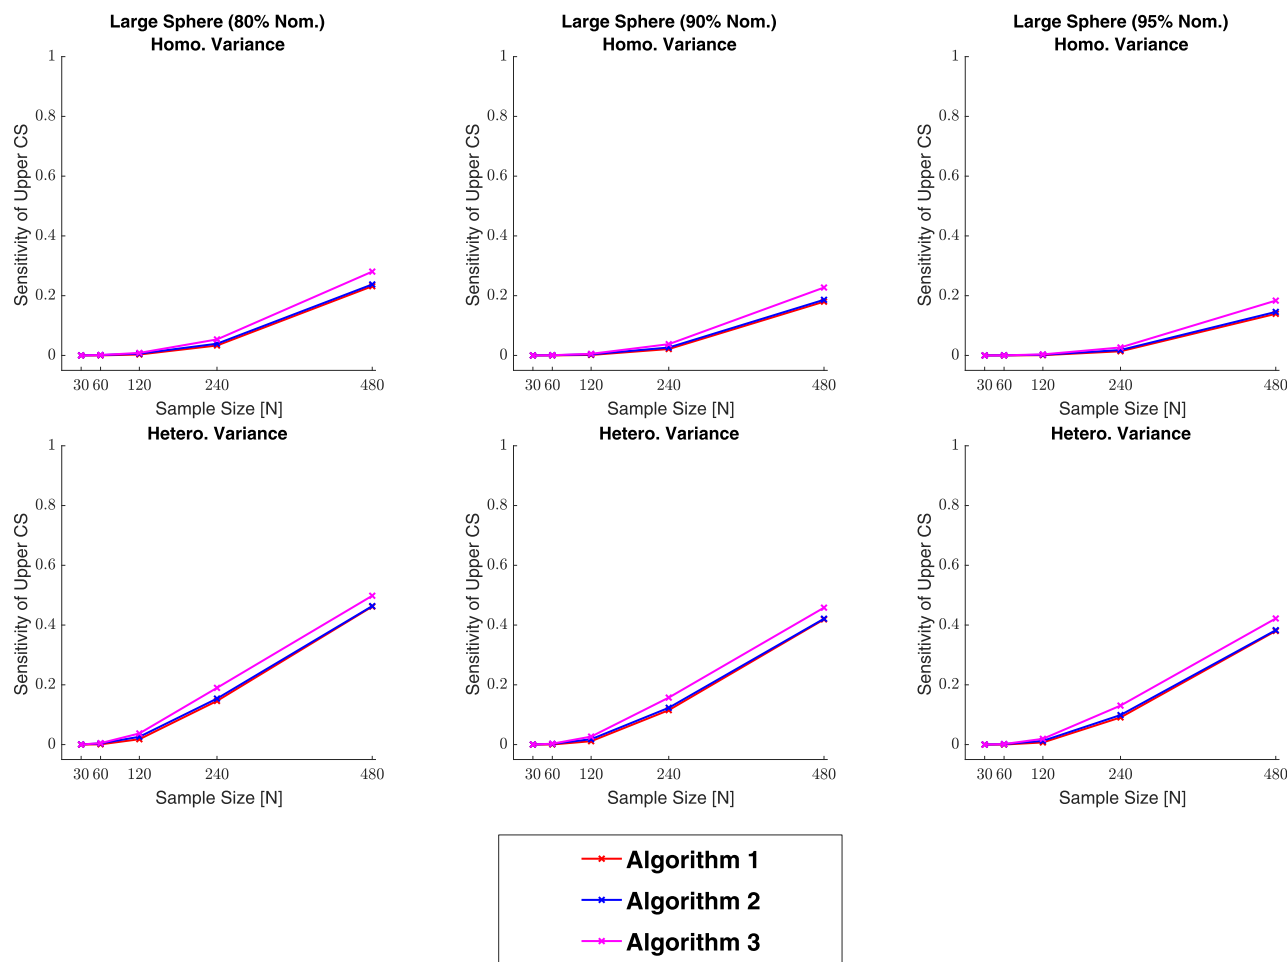 Large Sphere (80% Nom.)
Homo. Variance
1
0.8
0.6
0.4
0.2
0
Sensitivity of Upper CS
30 60 120 240 480
Sample Size [N]
Large Sphere (90% Nom.)
Homo. Variance
1
0.8
0.6
0.4
0.2
0
Sensitivity of Upper CS
30 60 120 240 480
Sample Size [N]
Large Sphere (95% Nom.)
Homo. Variance
1
0.8
0.6
0.4
0.2
0
Sensitivity of Upper CS
30 60 120 240 480
Sample Size [N]
Hetero. Variance
1
0.8
0.6
0.4
0.2
0
Sensitivity of Upper CS
30 60 120 240 480
Sample Size [N]
Hetero. Variance
1
0.8
0.6
0.4
0.2
0
Sensitivity of Upper CS
30 60 120 240 480
Sample Size [N]
Hetero. Variance
1
0.8
0.6
0.4
0.2
0
Sensitivity of Upper CS
30 60 120 240 480
Sample Size [N]
Algorithm 1
Algorithm 2
Algorithm 3